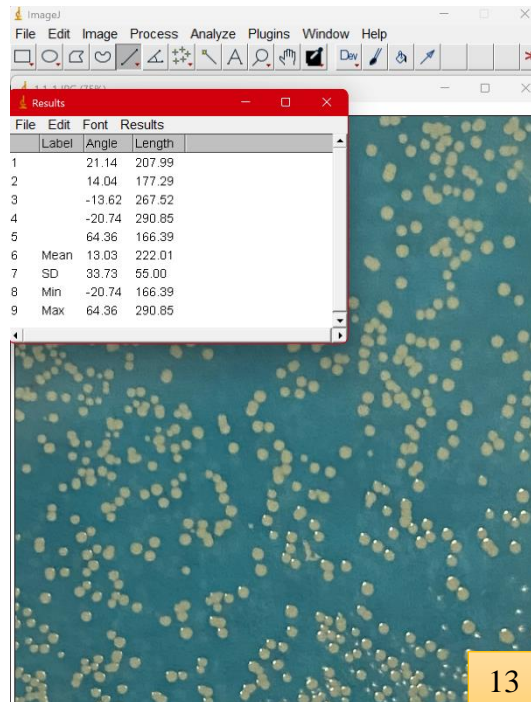 ImageJ
File Edit Image Process Analyze Plugins Window Help
Dev
Results
File Edit Font Results
Label Angle Length
1 21.14 207.99
2 14.04 177.29
3 -13.62 267.52
4 -20.74 290.85
5 64.36 166.39
6 Mean 13.03 222.01
7 SD 33.73 55.00
8 Min -20.74 166.39
9 Max 64.36 290.85
13